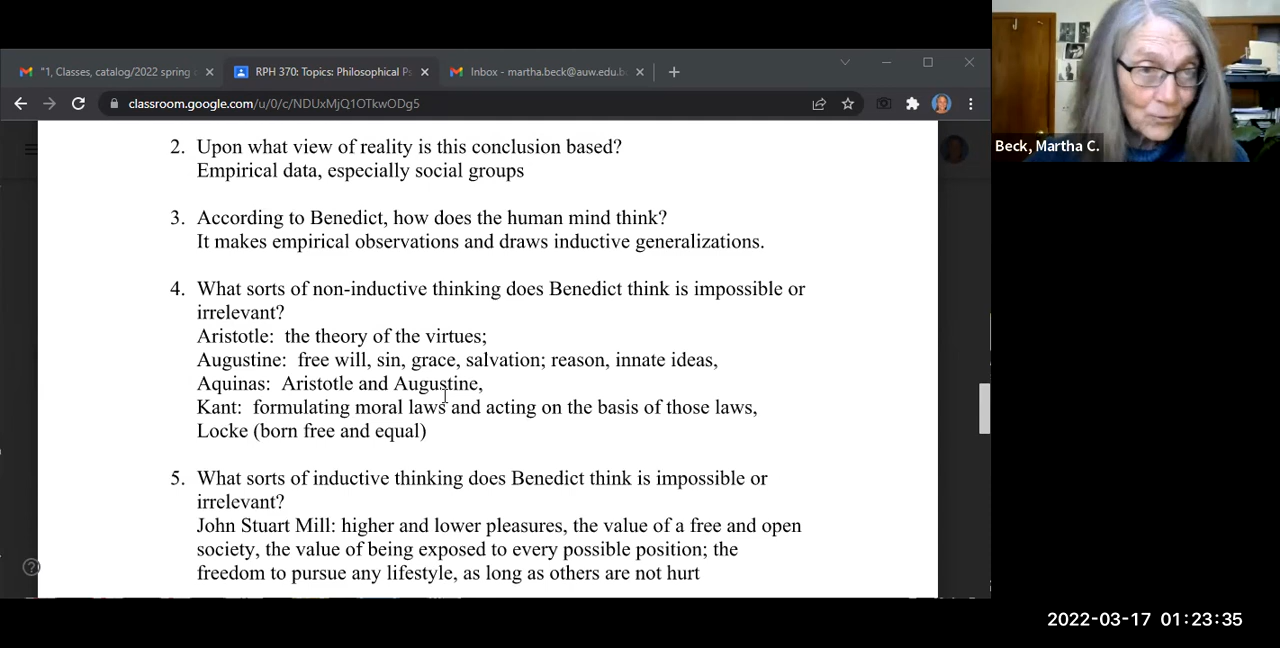 "1, Classes, catalog/2022 spring
RPH 370: Topics: Philosophical
Inbox - martha.beck@auw.edu.b
classroom.google.com/u/0/c/NDUxMjQ1OTkwODg5
2. Upon what view of reality is this conclusion based?
Empirical data, especially social groups
3. According to Benedict, how does the human mind think?
It makes empirical observations and draws inductive generalizations.
4. What sorts of non-inductive thinking does Benedict think is impossible or
irrelevant?
Aristotle: the theory of the virtues;
Augustine: free will, sin, grace, salvation; reason, innate ideas,
Aquinas: Aristotle and Augustine,
Kant: formulating moral laws and acting on the basis of those laws,
Locke (born free and equal)
5. What sorts of inductive thinking does Benedict think is impossible or
irrelevant?
John Stuart Mill: higher and lower pleasures, the value of a free and open
society, the value of being exposed to every possible position; the
freedom to pursue any lifestyle, as long as others are not hurt
Beck, Martha C.
2022-03-17 01:23:35